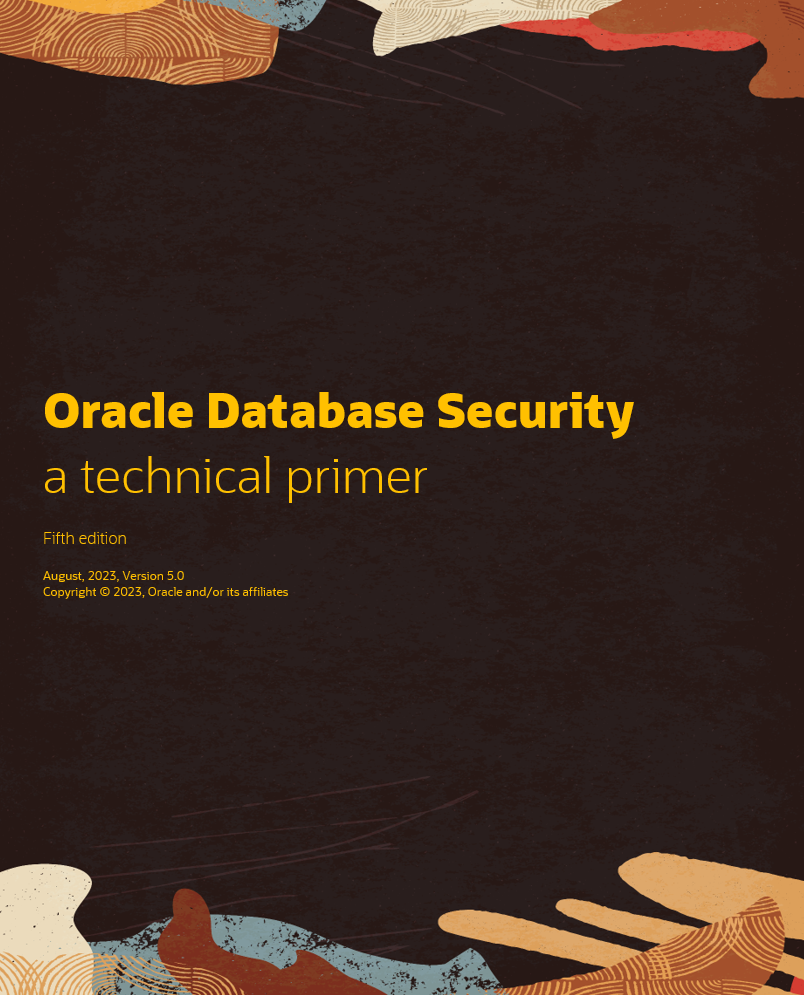 Oracle Database Security
a technical primer
Fifth edition
August, 2023, Version 5.0
Copyright © 2023, Oracle and/or its affiliates